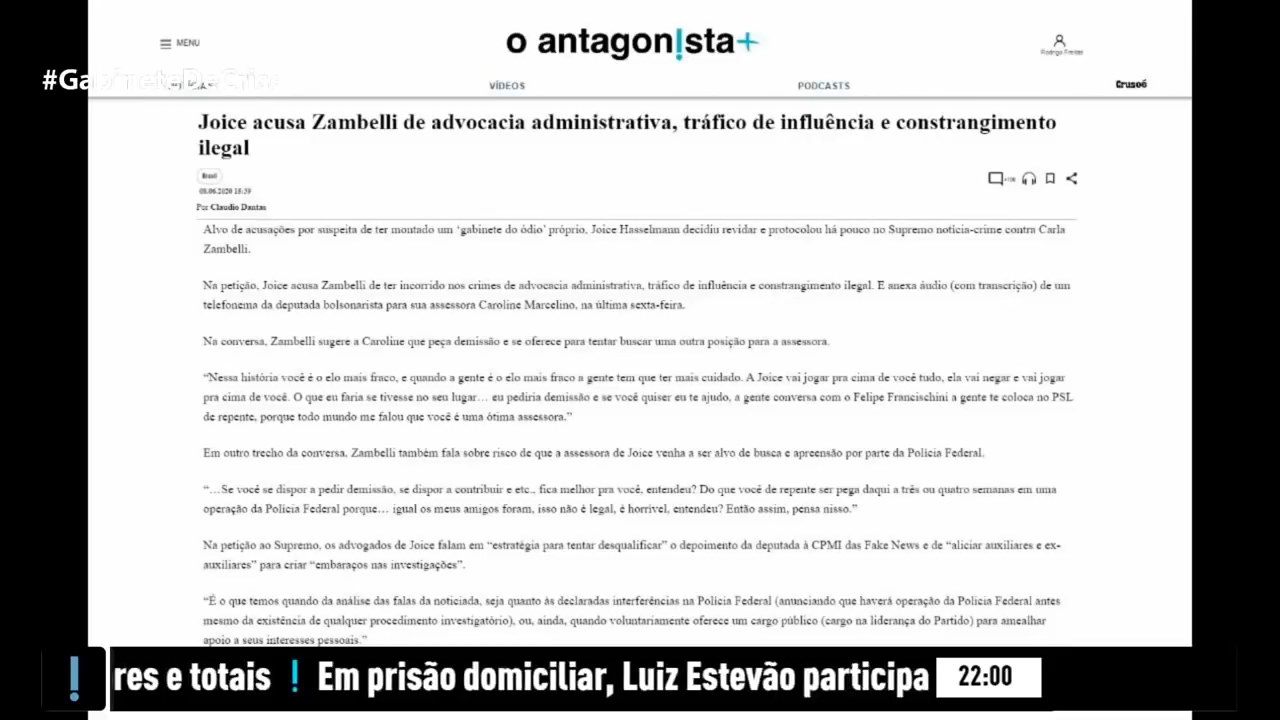 MENU
o antagon!sta+
Rodrigo Freitas
#GabineteDeCrise
VÍDEOS
PODCASTS
Crusoé
Joice acusa Zambelli de advocacia administrativa, tráfico de influência e constrangimento
ilegal
Brasil
08.06.2020 18:39
Por Claudio Dantas
Alvo de acusações por suspeita de ter montado um ‘gabinete do ódio’ próprio, Joice Hasselmann decidiu revidar e protocolou há pouco no Supremo notícia-crime contra Carla
Zambelli.
Na petição, Joice acusa Zambelli de ter incorrido nos crimes de advocacia administrativa, tráfico de influência e constrangimento ilegal. E anexa áudio (com transcrição) de um
telefonema da deputada bolsonarista para sua assessora Caroline Marcelino, na última sexta-feira.
Na conversa, Zambelli sugere a Caroline que peça demissão e se oferece para tentar buscar uma outra posição para a assessora.
“Nessa história você é o elo mais fraco, e quando a gente é o elo mais fraco a gente tem que ter mais cuidado. A Joice vai jogar pra cima de você tudo, ela vai negar e vai jogar
pra cima de você. O que eu faria se tivesse no seu lugar… eu pediria demissão e se você quiser eu te ajudo, a gente conversa com o Felipe Francischini a gente te coloca no PSL
de repente, porque todo mundo me falou que você é uma ótima assessora.”
Em outro trecho da conversa, Zambelli também fala sobre risco de que a assessora de Joice venha a ser alvo de busca e apreensão por parte da Polícia Federal.
“…Se você se dispor a pedir demissão, se dispor a contribuir e etc., fica melhor pra você, entendeu? Do que você de repente ser pega daqui a três ou quatro semanas em uma
operação da Polícia Federal porque… igual os meus amigos foram, isso não é legal, é horrível, entendeu? Então assim, pensa nisso.”
Na petição ao Supremo, os advogados de Joice falam em “estratégia para tentar desqualificar” o depoimento da deputada à CPMI das Fake News e de “aliciar auxiliares e ex-
auxiliares” para criar “embaraços nas investigações”.
“É o que temos quando da análise das falas da noticiada, seja quanto às declaradas interferências na Polícia Federal (anunciando que haverá operação da Polícia Federal antes
mesmo da existência de qualquer procedimento investigatório), ou, ainda, quando voluntariamente oferece um cargo público (cargo na liderança do Partido) para amealhar
apoio a seus interesses pessoais.”
res e totais ! Em prisão domiciliar, Luiz Estevão participa 22:00